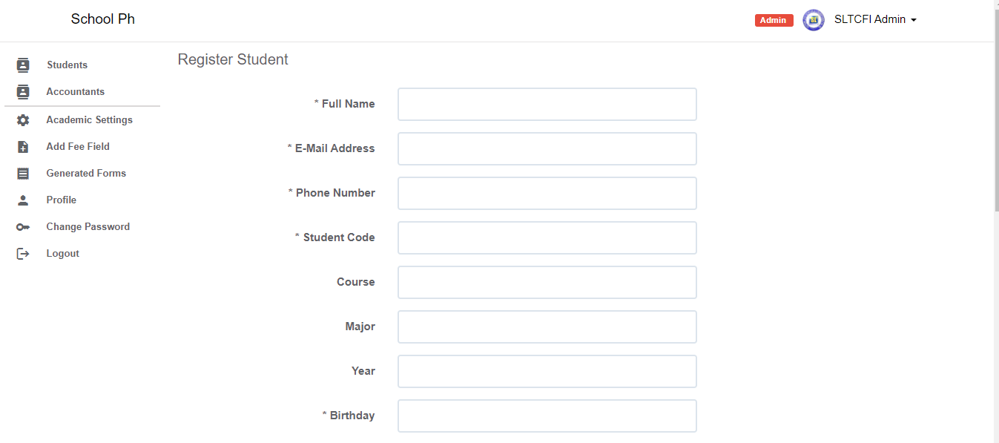 School Ph
Admin
SLTCFI Admin
Students
Accountants
Academic Settings
Add Fee Field
Generated Forms
Profile
Change Password
Logout
Register Student
* Full Name
* E-Mail Address
* Phone Number
* Student Code
Course
Major
Year
* Birthday